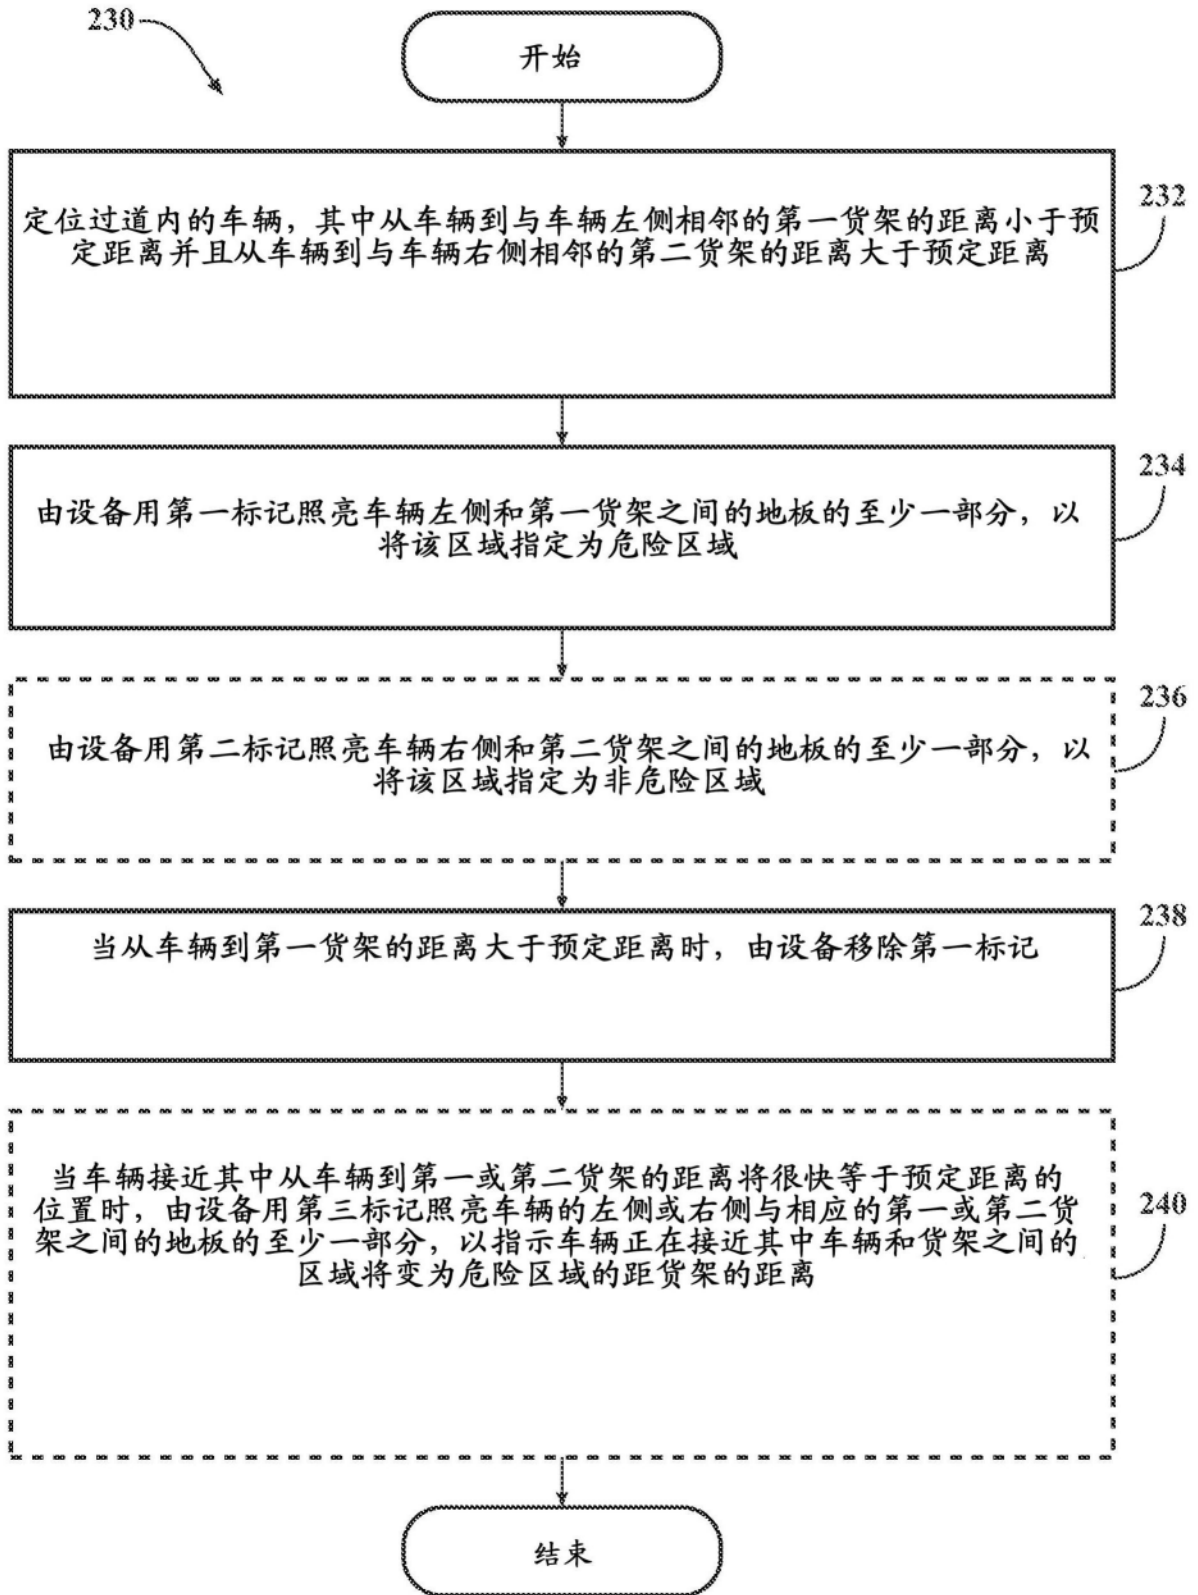 230
开始
232
定位过道内的车辆，其中从车辆到与车辆左侧相邻的第一货架的距离小于预
定距离并且从车辆到与车辆右侧相邻的第二货架的距离大于预定距离
234
由设备用第一标记照亮车辆左侧和第一货架之间的地板的至少一部分，以
将该区域指定为危险区域
236
由设备用第二标记照亮车辆右侧和第二货架之间的地板的至少一部分，以
将该区域指定为非危险区域
238
当从车辆到第一货架的距离大于预定距离时，由设备移除第一标记
240
当车辆接近其中从车辆到第一或第二货架的距离将很快等于预定距离的
位置时，由设备用第三标记照亮车辆的左侧或右侧与相应的第一或第二货
架之间的地板的至少一部分，以指示车辆正在接近其中车辆和货架之间的
区域将变为危险区域的距货架的距离
结束